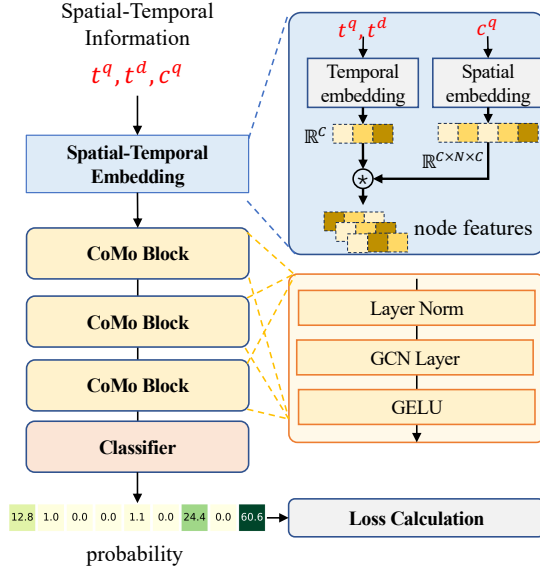 Spatial-Temporal
Information
t^q, t^d, c^q
Spatial-Temporal
Embedding
CoMo Block
CoMo Block
CoMo Block
Classifier
12.8 1.0 0.0 0.0 1.1 0.0 24.4 0.0 60.6
probability
Loss Calculation
t^q, t^d
c^q
Temporal
embedding
Spatial
embedding
ℝ^C
ℝ^{C×N×C}
*
node features
Layer Norm
GCN Layer
GELU